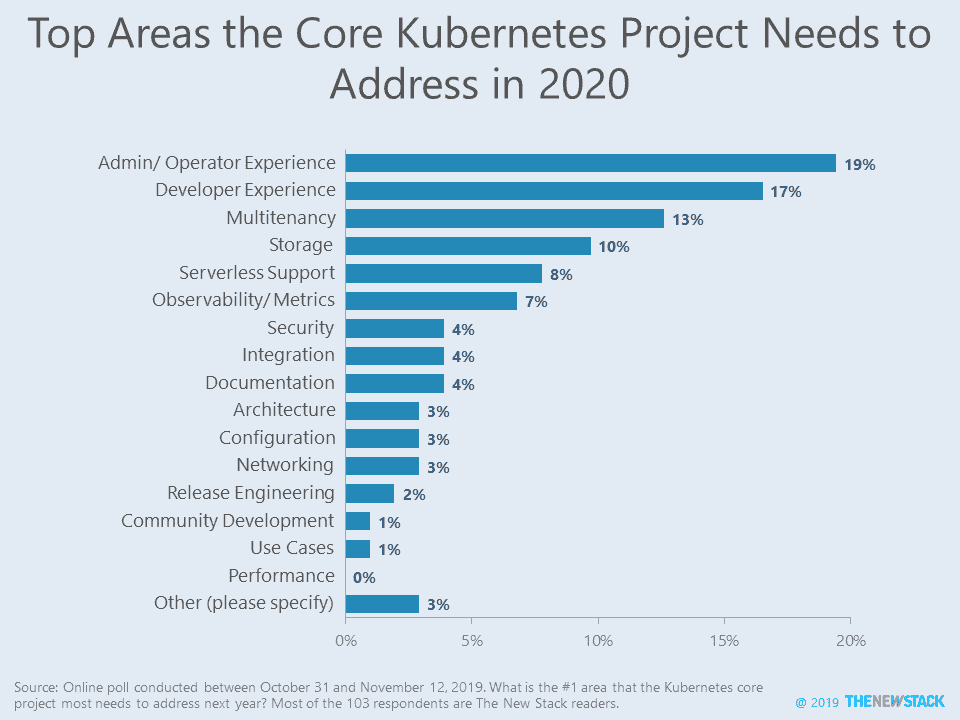 Top Areas the Core Kubernetes Project Needs to
Address in 2020
Admin/ Operator Experience 19%
Developer Experience 17%
Multitenancy 13%
Storage 10%
Serverless Support 8%
Observability/ Metrics 7%
Security 4%
Integration 4%
Documentation 4%
Architecture 3%
Configuration 3%
Networking 3%
Release Engineering 2%
Community Development 1%
Use Cases 1%
Performance 0%
Other (please specify) 3%
0% 5% 10% 15% 20%
Source: Online poll conducted between October 31 and November 12, 2019. What is the #1 area that the Kubernetes core
project most needs to address next year? Most of the 103 respondents are The New Stack readers.
@ 2019 THENEWSTACK